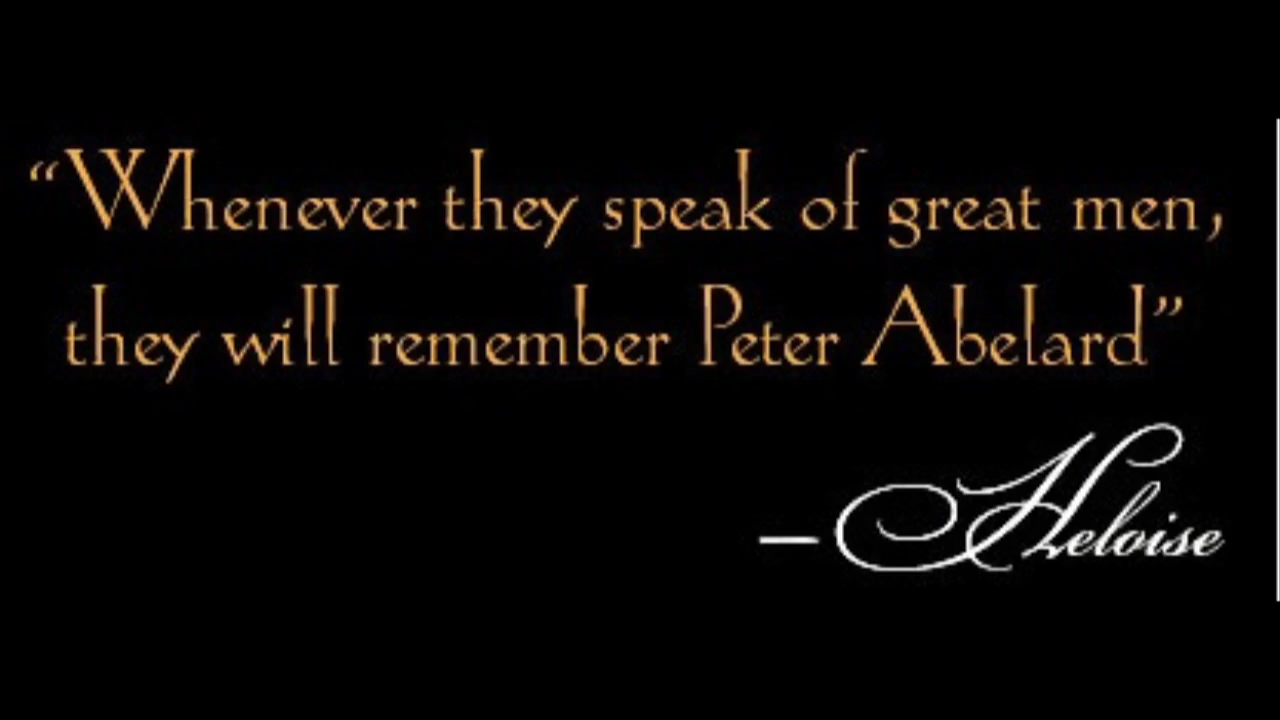 “Whenever they speak of great men,
they will remember Peter Abelard”
– Heloise